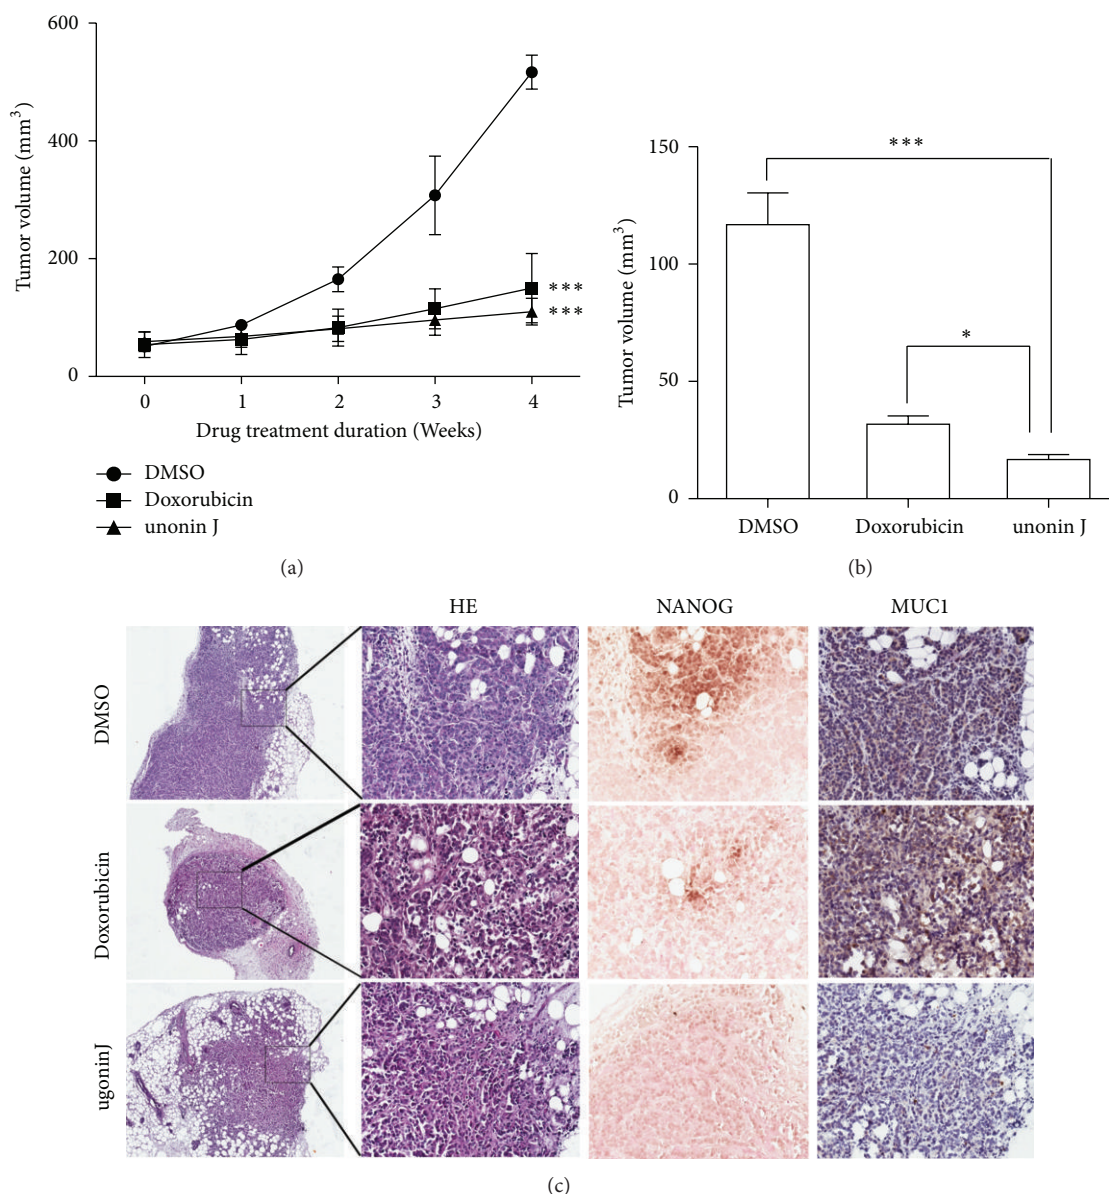 600
400
200
0
Tumor volume (mm³)
***
***
0 1 2 3 4
Drug treatment duration (Weeks)
DMSO
Doxorubicin
unonin J
(a)
150
100
50
0
Tumor volume (mm³)
***
*
DMSO Doxorubicin unonin J
(b)
HE NANOG MUC1
DMSO
Doxorubicin
ugoninJ
(c)